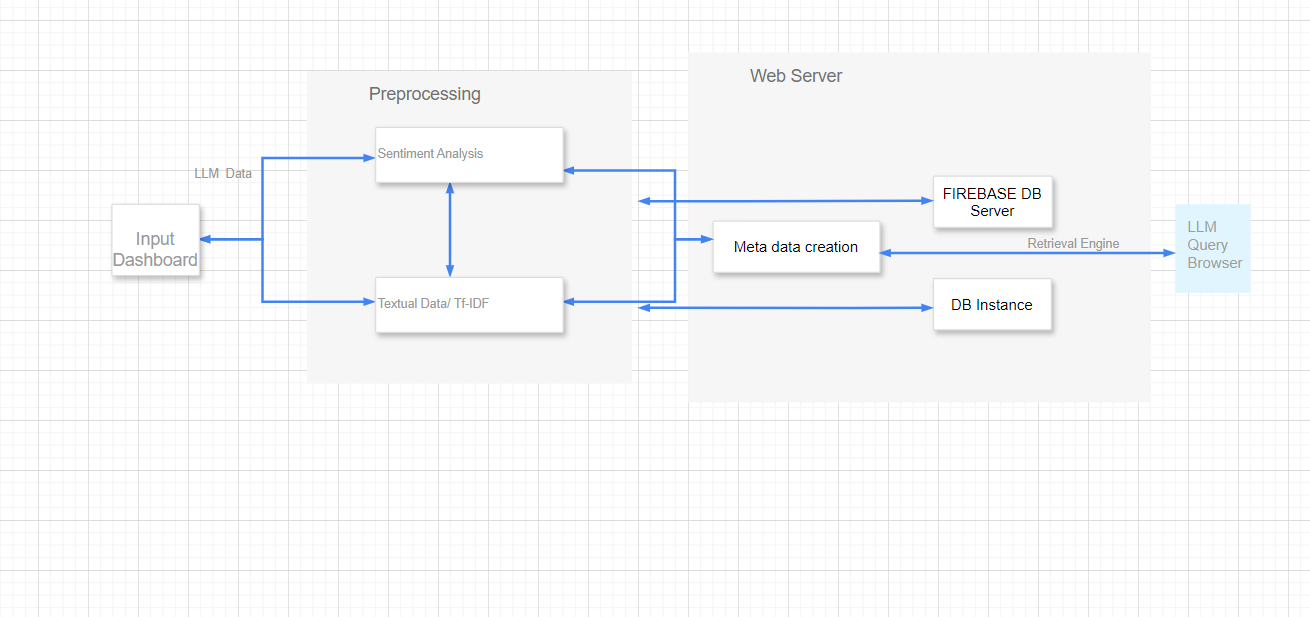 Preprocessing
Web Server
Sentiment Analysis
LLM Data
Input
Dashboard
Textual Data/ Tf-IDF
Meta data creation
FIREBASE DB
Server
Retrieval Engine
DB Instance
LLM
Query
Browser